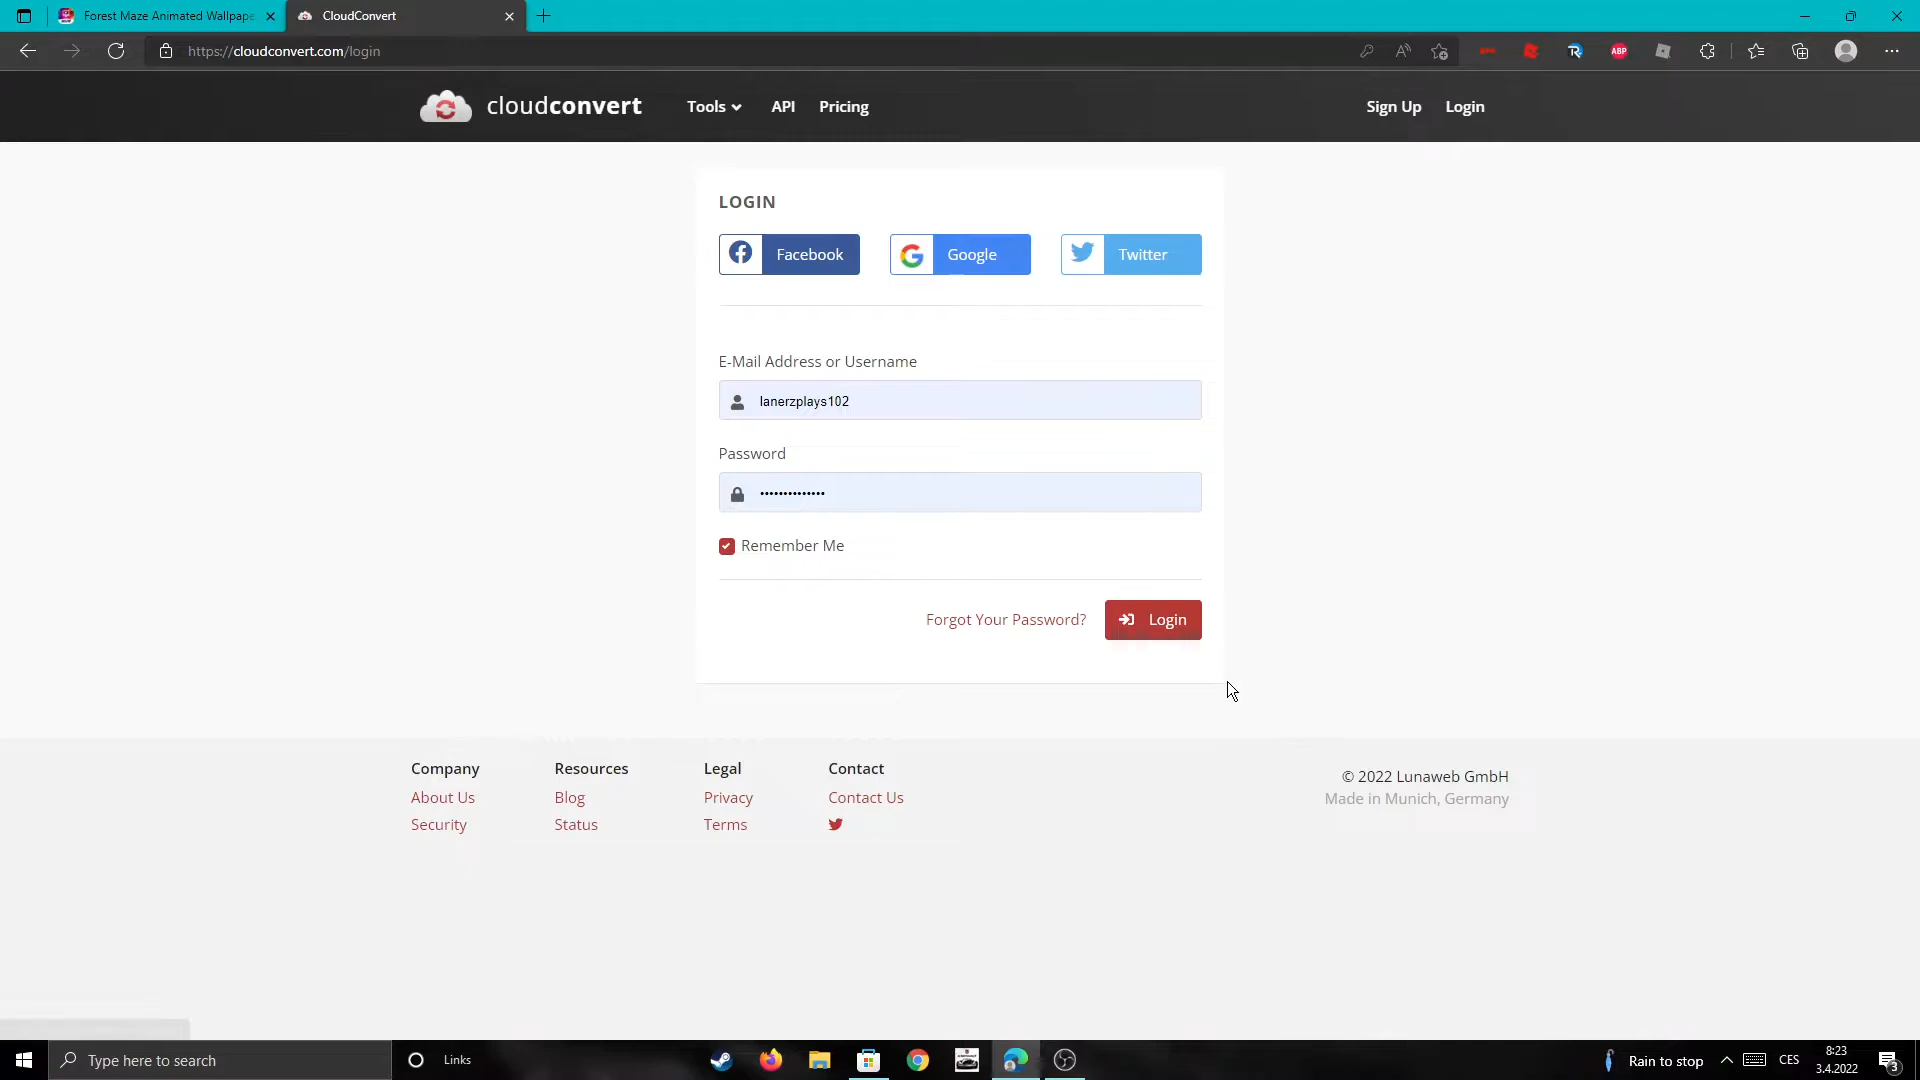 Forest Maze Animated Wallpape
CloudConvert
https://cloudconvert.com/login
ABP
cloudconvert
Tools
API
Pricing
Sign Up
Login
LOGIN
Facebook
Google
Twitter
E-Mail Address or Username
lanerzplays102
Password
••••••••••••••
Remember Me
Forgot Your Password?
Login
Company
Resources
Legal
Contact
About Us
Blog
Privacy
Contact Us
Security
Status
Terms
© 2022 Lunaweb GmbH
Made in Munich, Germany
Type here to search
Links
Rain to stop
CES
8:23
3.4.2022
3